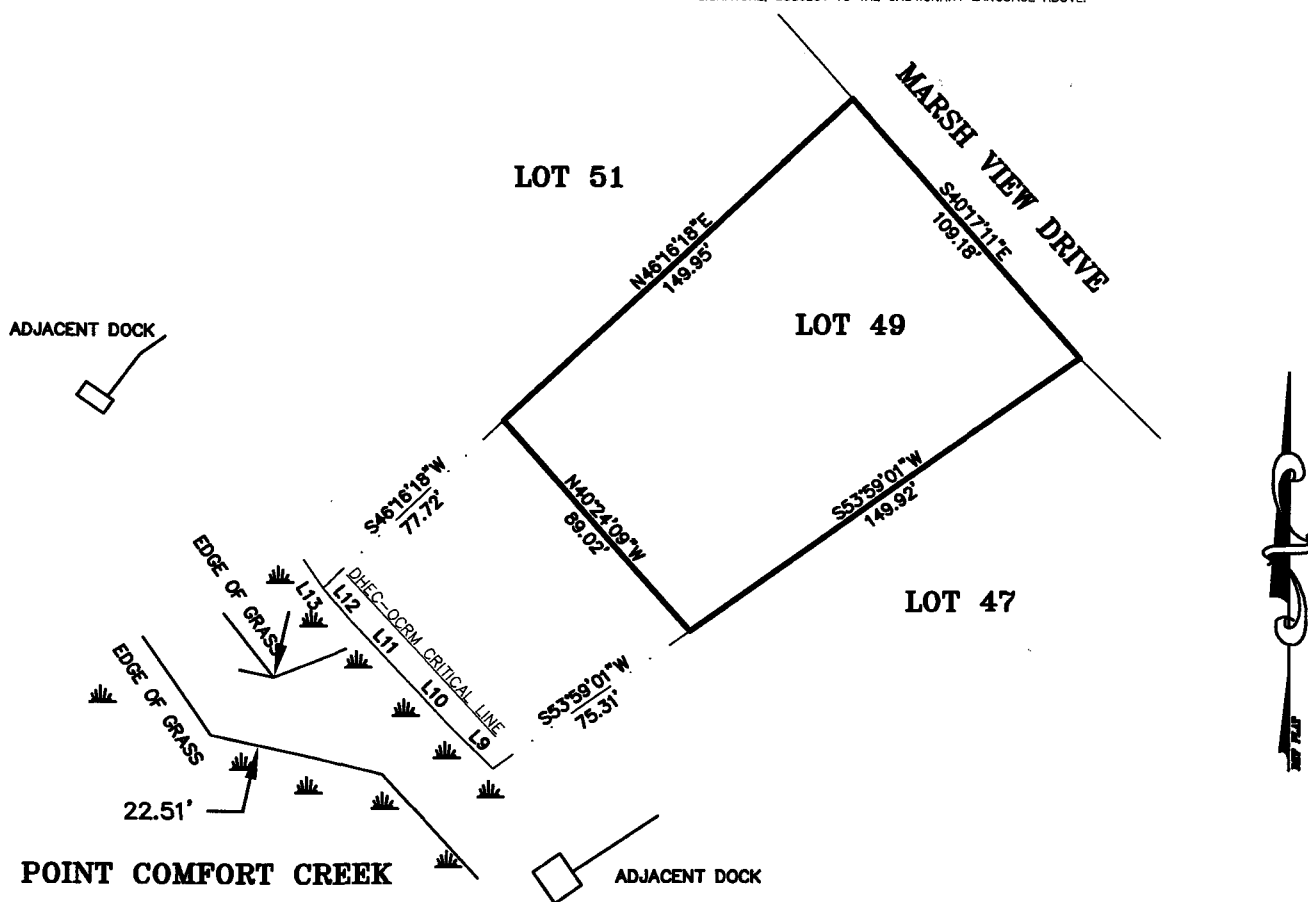 MARSH VIEW DRIVE
LOT 51
S40°17'11"E
109.18'
N46°16'18"E
149.95'
LOT 49
ADJACENT DOCK
S46°16'18"W
77.72'
N40°24'09"W
89.02'
S53°59'01"W
149.92'
EDGE OF GRASS
L13
L12
DHEC-OCRM CRITICAL LINE
L11
L10
L9
LOT 47
S53°59'01"W
75.31'
EDGE OF GRASS
22.51'
POINT COMFORT CREEK
ADJACENT DOCK